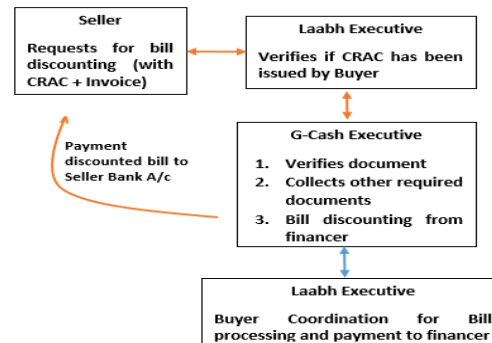 Seller
Requests for bill
discounting (with
CRAC + Invoice)
Laabh Executive
Verifies if CRAC has been
issued by Buyer
G-Cash Executive
1. Verifies document
2. Collects other required
documents
3. Bill discounting from
financer
Payment
discounted bill to
Seller Bank A/c
Laabh Executive
Buyer Coordination for Bill
processing and payment to financer